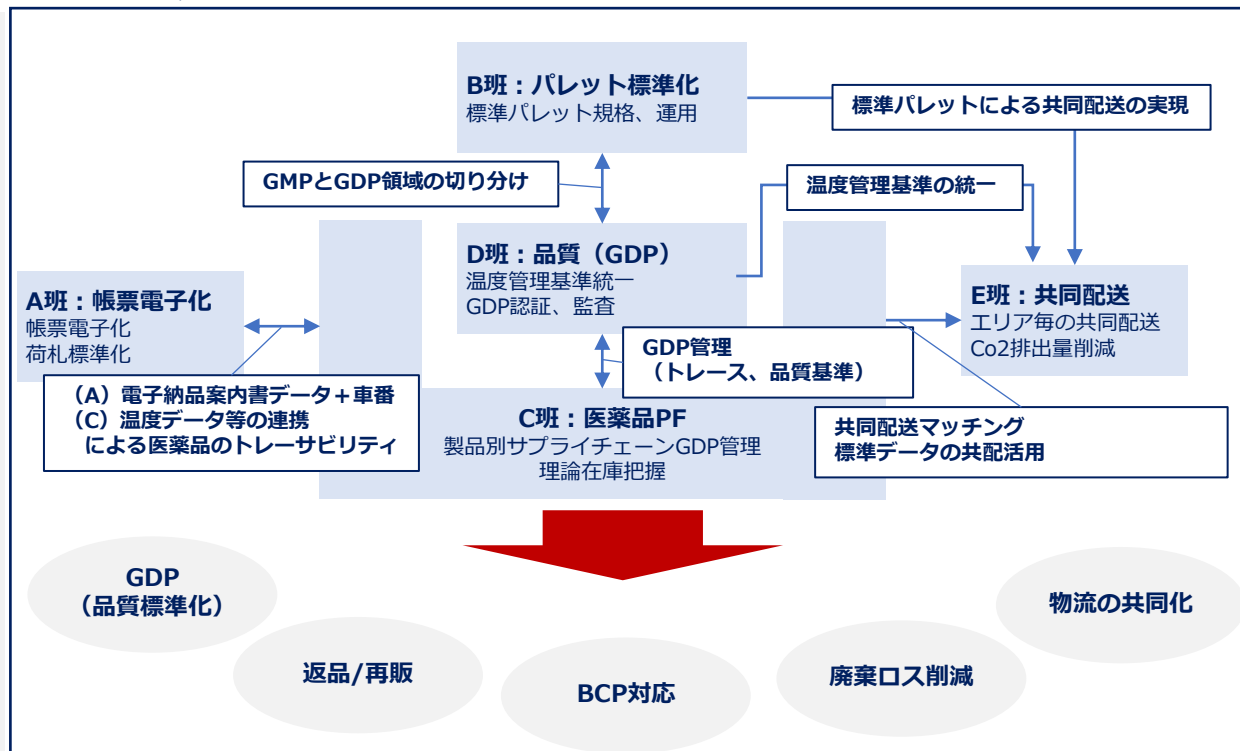 B班：パレット標準化
標準パレット規格、運用
標準パレットによる共同配送の実現
GMPとGDP領域の切り分け
温度管理基準の統一
D班：品質（GDP）
温度管理基準統一
GDP認証、監査
A班：帳票電子化
帳票電子化
荷札標準化
E班：共同配送
エリア毎の共同配送
Co2排出量削減
GDP管理
（トレース、品質基準）
（A）電子納品案内書データ＋車番
（C）温度データ等の連携
による医薬品のトレーサビリティ
C班：医薬品PF
製品別サプライチェーンGDP管理
理論在庫把握
共同配送マッチング
標準データの共配活用
GDP
（品質標準化）
返品/再販
BCP対応
廃棄ロス削減
物流の共同化